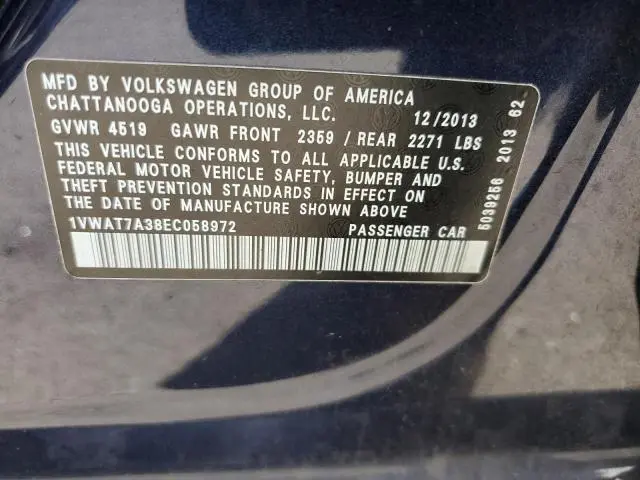 MFD BY VOLKSWAGEN GROUP OF AMERICA
CHATTANOOGA OPERATIONS, LLC. 12/2013
GVWR 4519 GAWR FRONT 2359 / REAR 2271 LBS
THIS VEHICLE CONFORMS TO ALL APPLICABLE U.S.
FEDERAL MOTOR VEHICLE SAFETY, BUMPER AND
THEFT PREVENTION STANDARDS IN EFFECT ON
THE DATE OF MANUFACTURE SHOWN ABOVE
1VWAT7A38EC058972 PASSENGER CAR
5039256 2013 62